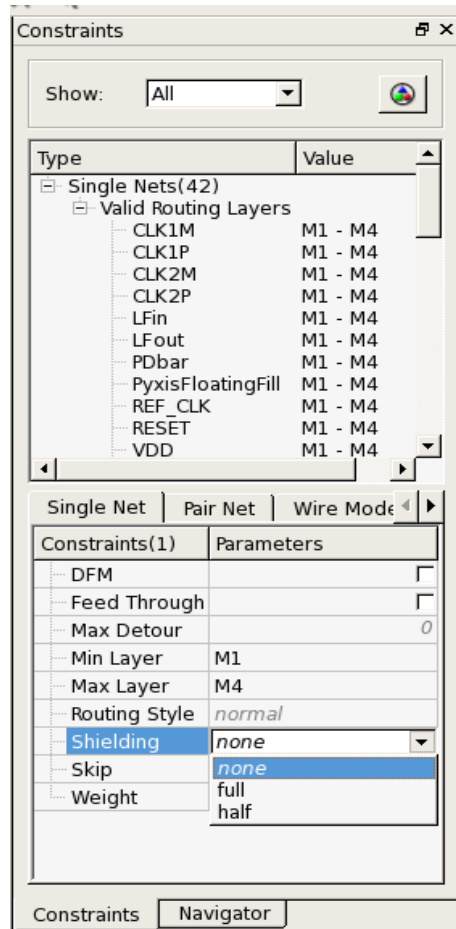 Constraints
Show: All
Type Value
Single Nets(42)
Valid Routing Layers
CLK1M M1 - M4
CLK1P M1 - M4
CLK2M M1 - M4
CLK2P M1 - M4
LFin M1 - M4
LFout M1 - M4
PDbar M1 - M4
PyxisFloatingFill M1 - M4
REF_CLK M1 - M4
RESET M1 - M4
VDD M1 - M4
Single Net Pair Net Wire Mode
Constraints(1) Parameters
DFM
Feed Through
Max Detour 0
Min Layer M1
Max Layer M4
Routing Style normal
Shielding none
Skip none
Weight full
half
Constraints Navigator